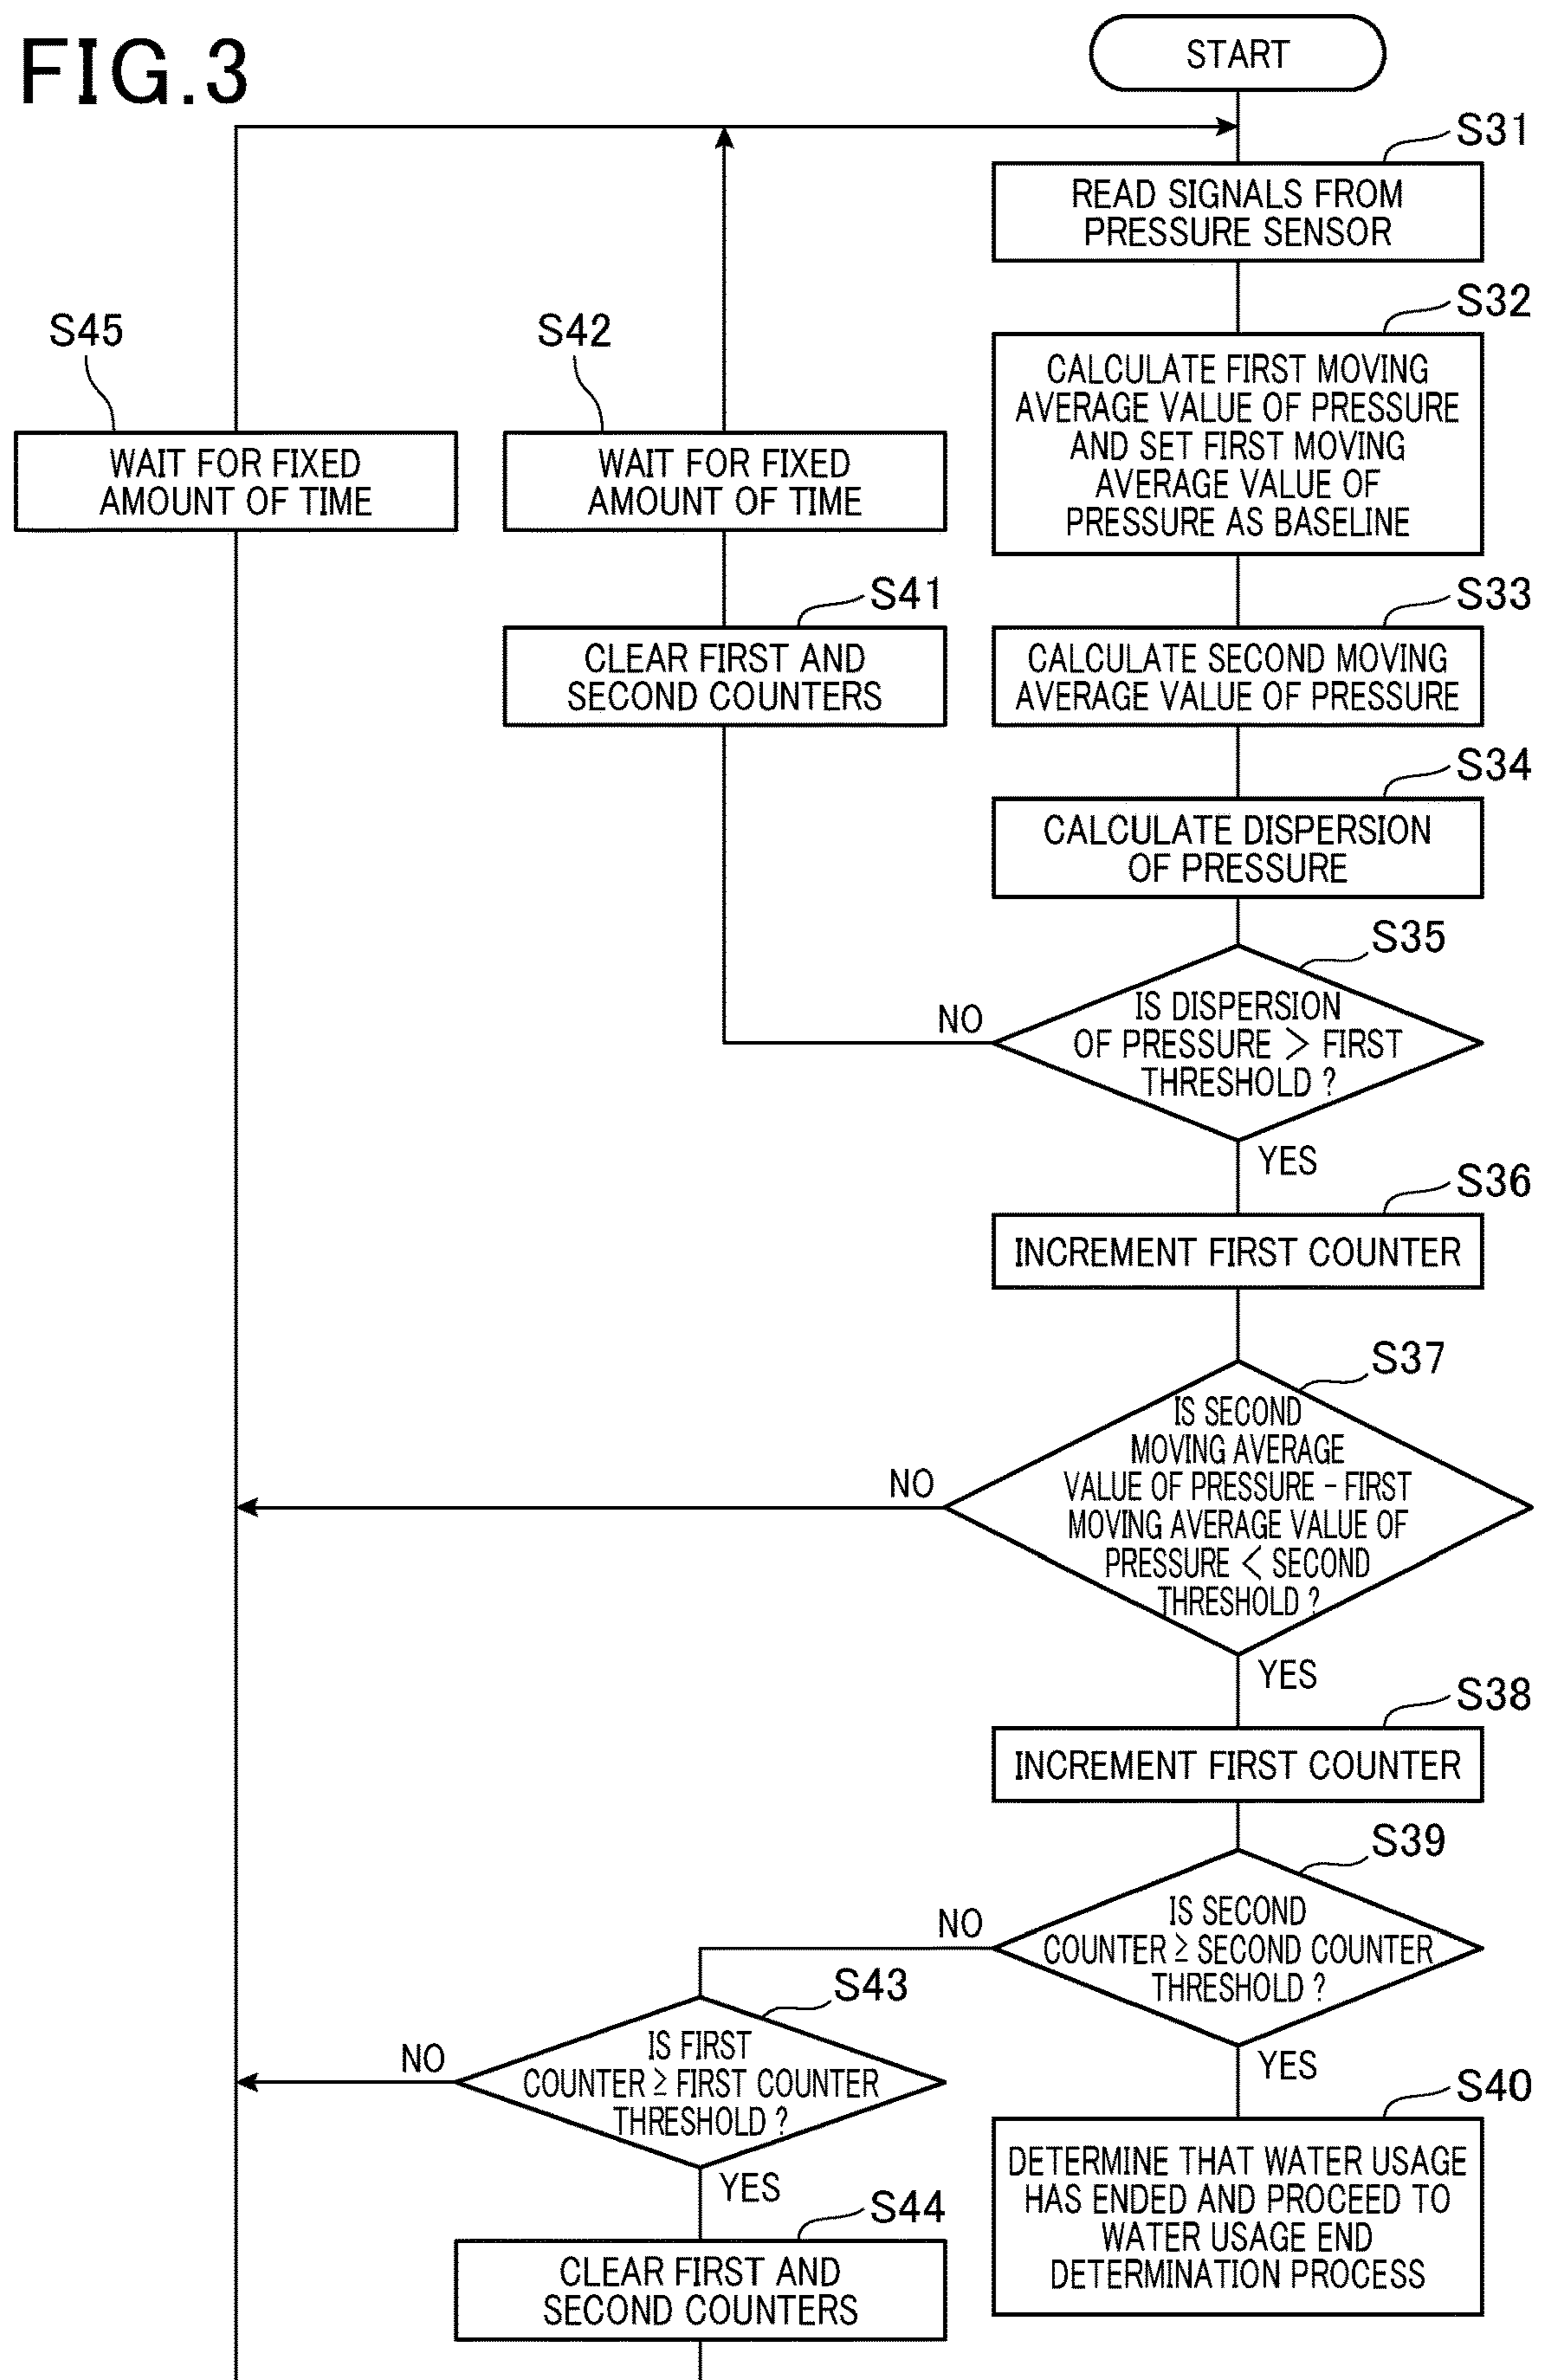 FIG.3
START
S31
READ SIGNALS FROM
PRESSURE SENSOR
S32
CALCULATE FIRST MOVING
AVERAGE VALUE OF PRESSURE
AND SET FIRST MOVING
AVERAGE VALUE OF
PRESSURE AS BASELINE
S45
WAIT FOR FIXED
AMOUNT OF TIME
S42
WAIT FOR FIXED
AMOUNT OF TIME
S41
CLEAR FIRST AND
SECOND COUNTERS
S33
CALCULATE SECOND MOVING
AVERAGE VALUE OF PRESSURE
S34
CALCULATE DISPERSION
OF PRESSURE
S35
IS DISPERSION
OF PRESSURE > FIRST
THRESHOLD ?
NO
YES
S36
INCREMENT FIRST COUNTER
S37
IS SECOND
MOVING AVERAGE
VALUE OF PRESSURE – FIRST
MOVING AVERAGE VALUE OF
PRESSURE < SECOND
THRESHOLD ?
NO
YES
S38
INCREMENT FIRST COUNTER
S39
IS SECOND
COUNTER ≥ SECOND COUNTER
THRESHOLD ?
NO
YES
S43
IS FIRST
COUNTER ≥ FIRST COUNTER
THRESHOLD ?
NO
YES
S40
DETERMINE THAT WATER USAGE
HAS ENDED AND PROCEED TO
WATER USAGE END
DETERMINATION PROCESS
S44
CLEAR FIRST AND
SECOND COUNTERS